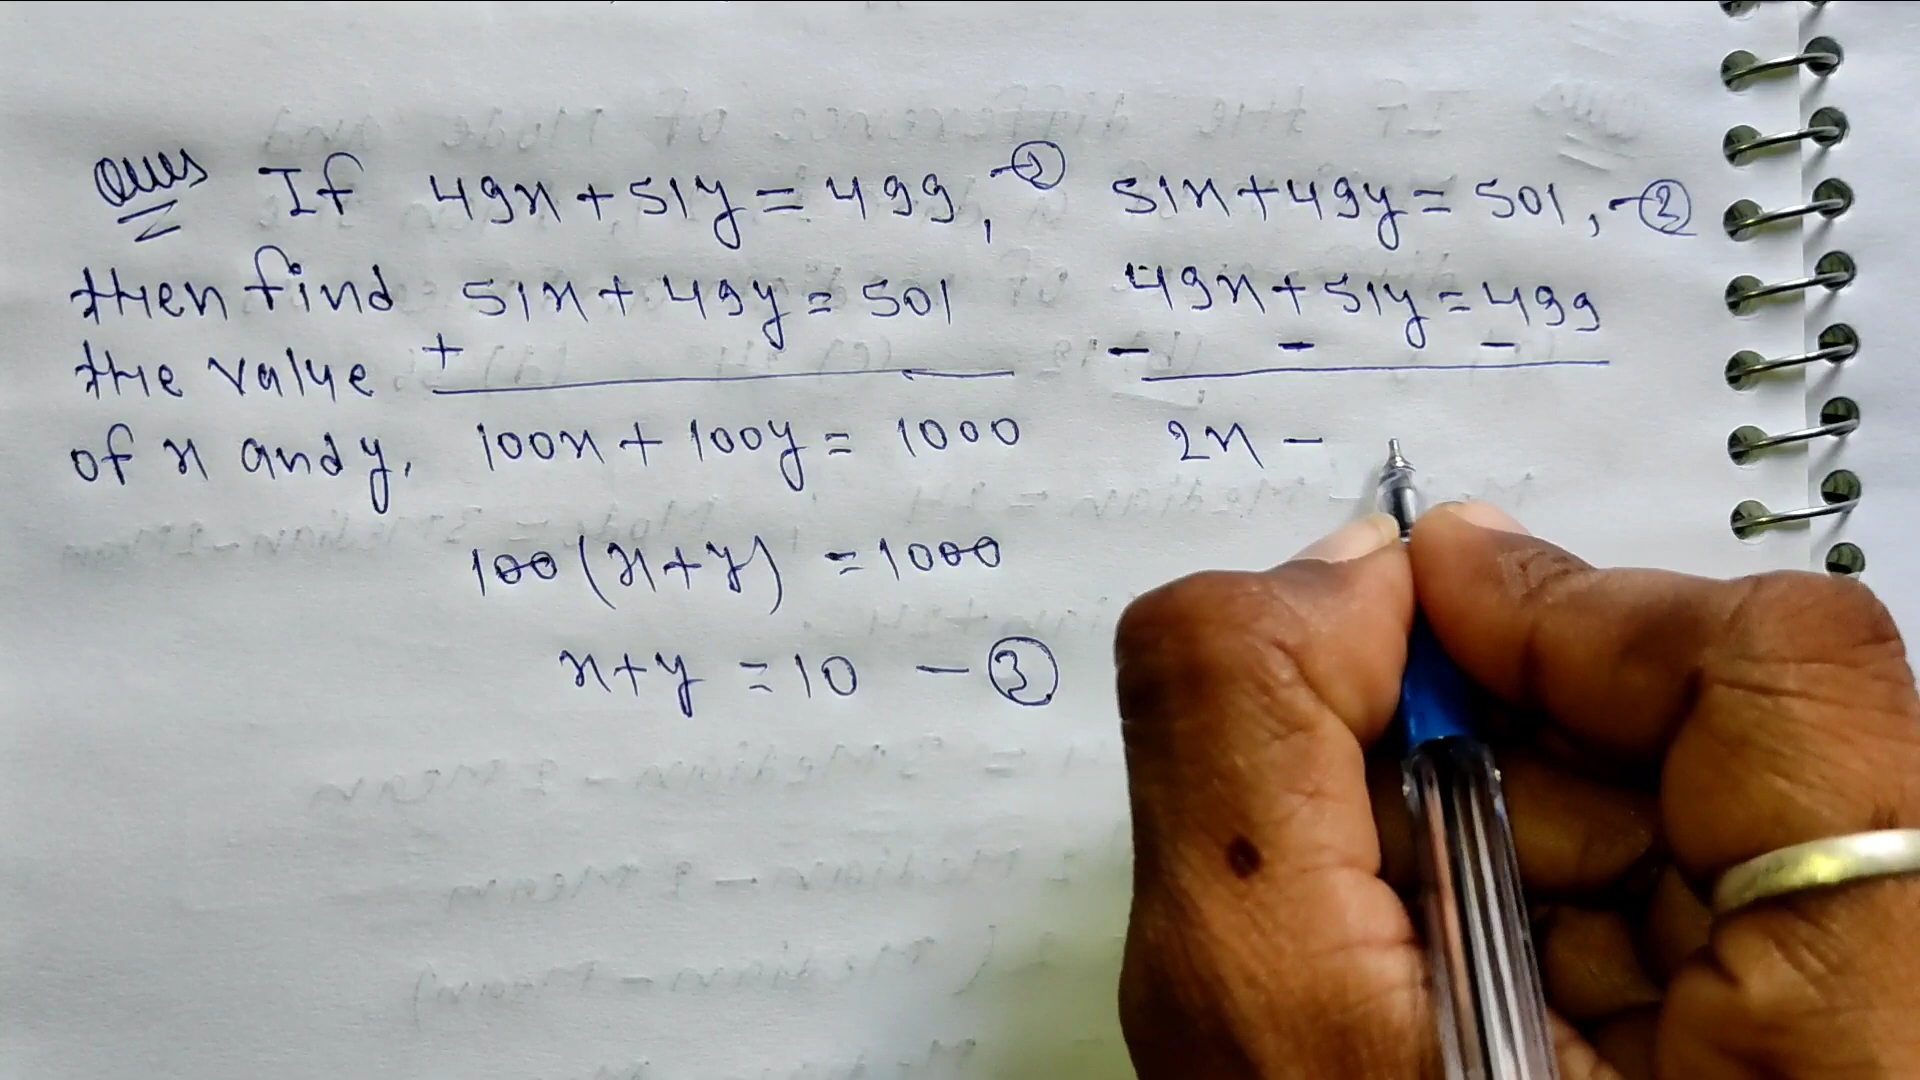 Ques If 49x + 51y = 499, -① 51x + 49y = 501, -②
then find 51x + 49y = 501 49x + 51y = 499
the value + - - -
of x and y, 100x + 100y = 1000 2x -
100 (x + y) = 1000
x + y = 10 - ③